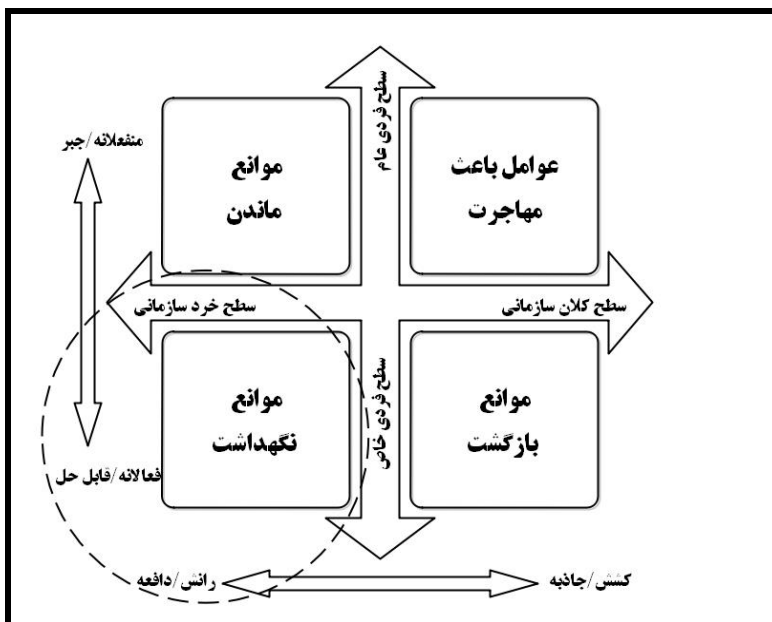 سطح فردی عام
عوامل باعث
مهاجرت
موانع
ماندن
منفعلانه/جبر
سطح کلان سازمانی
سطح خرد سازمانی
سطح فردی خاص
موانع
بازگشت
موانع
نگهداشت
فعالانه/قابل حل
کشش/جاذبه
رانش/دافعه